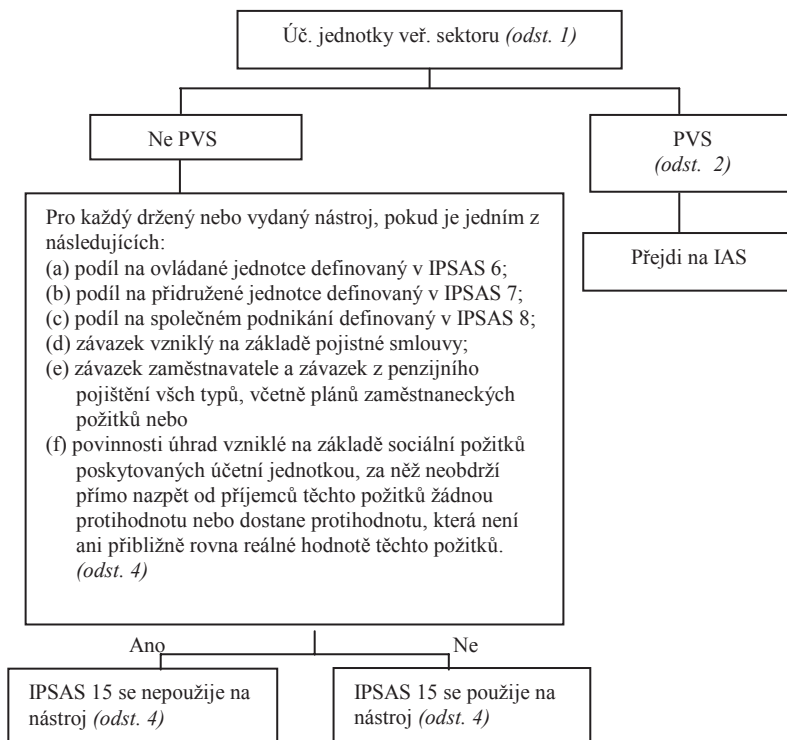 Úč. jednotky veř. sektoru (odst. 1)
Ne PVS
PVS
(odst. 2)
Přejdi na IAS
Pro každý držený nebo vydaný nástroj, pokud je jedním z
následujících:
(a) podíl na ovládané jednotce definovaný v IPSAS 6;
(b) podíl na přidružené jednotce definovaný v IPSAS 7;
(c) podíl na společném podnikání definovaný v IPSAS 8;
(d) závazek vzniklý na základě pojistné smlouvy;
(e) závazek zaměstnavatele a závazek z penzijního
pojištění všch typů, včetně plánů zaměstnaneckých
požitků nebo
(f) povinnosti úhrad vzniklé na základě sociální požitků
poskytovaných účetní jednotkou, za něž neobdrží
přímo nazpět od příjemců těchto požitků žádnou
protihodnotu nebo dostane protihodnotu, která není
ani přibližně rovna reálné hodnotě těchto požitků.
(odst. 4)
Ano
Ne
IPSAS 15 se nepoužije na
nástroj (odst. 4)
IPSAS 15 se použije na
nástroj (odst. 4)